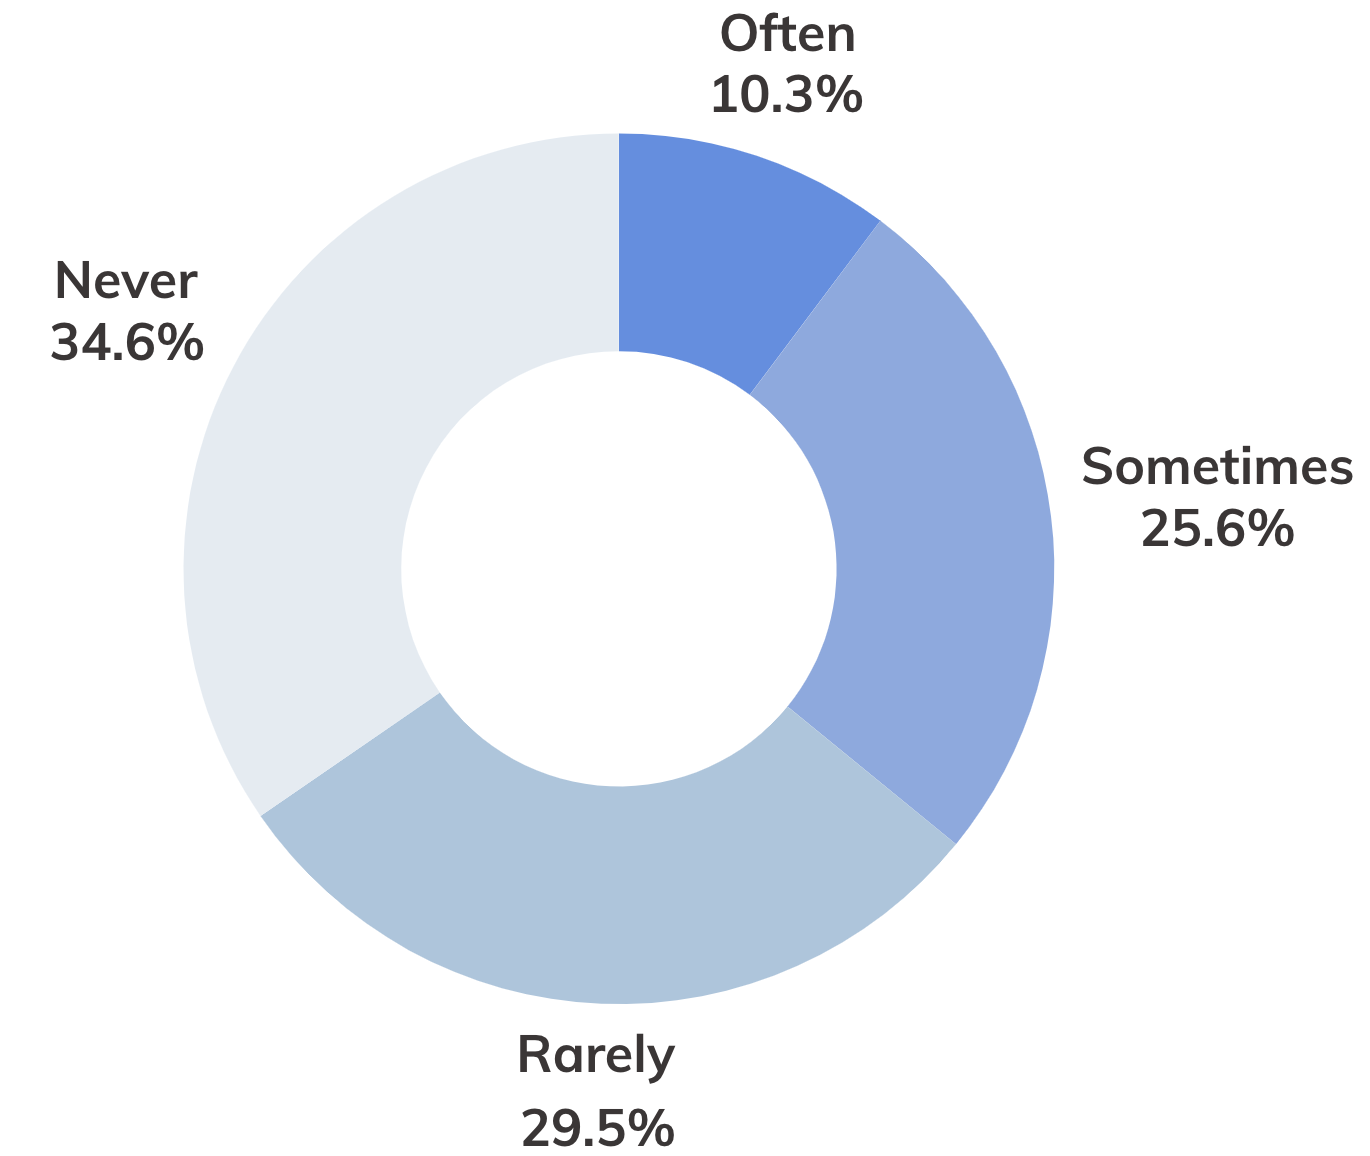 Often
10.3%
Never
34.6%
Sometimes
25.6%
Rarely
29.5%